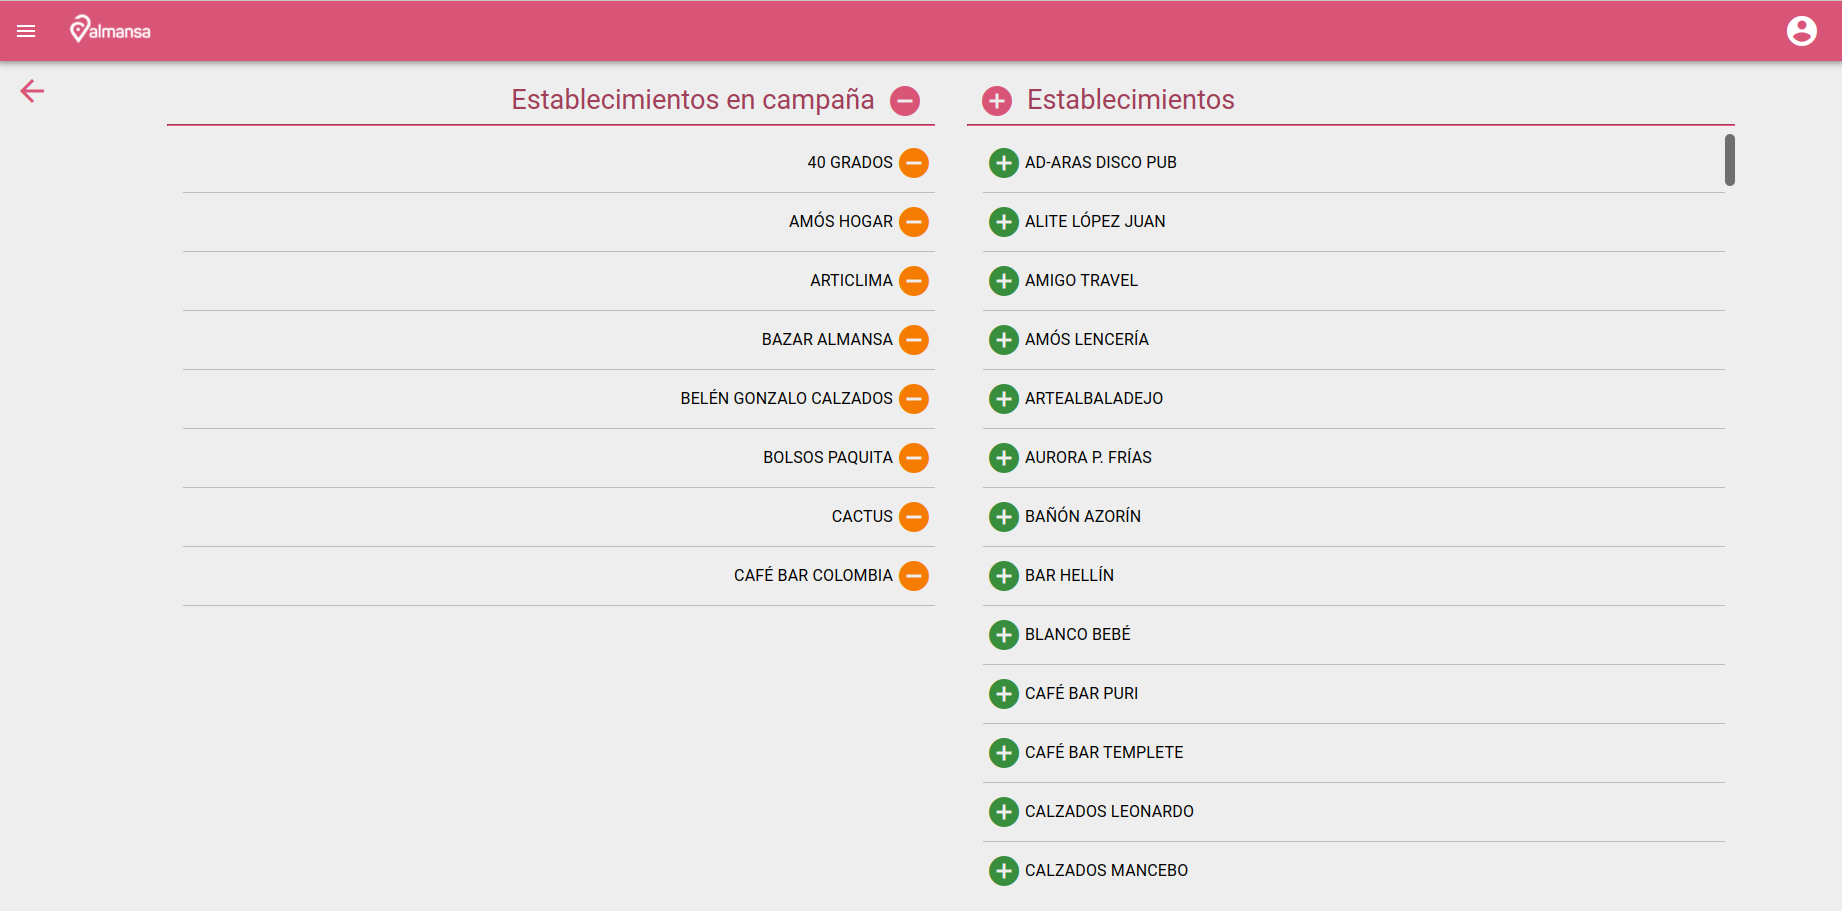 almansa
Establecimientos en campaña
40 GRADOS
AMÓS HOGAR
ARTICLIMA
BAZAR ALMANSA
BELÉN GONZALO CALZADOS
BOLSOS PAQUITA
CACTUS
CAFÉ BAR COLOMBIA
Establecimientos
AD-ARAS DISCO PUB
ALITE LÓPEZ JUAN
AMIGO TRAVEL
AMÓS LENCERÍA
ARTEALBALADEJO
AURORA P. FRÍAS
BAÑÓN AZORÍN
BAR HELLÍN
BLANCO BEBÉ
CAFÉ BAR PURI
CAFÉ BAR TEMPLETE
CALZADOS LEONARDO
CALZADOS MANCEBO